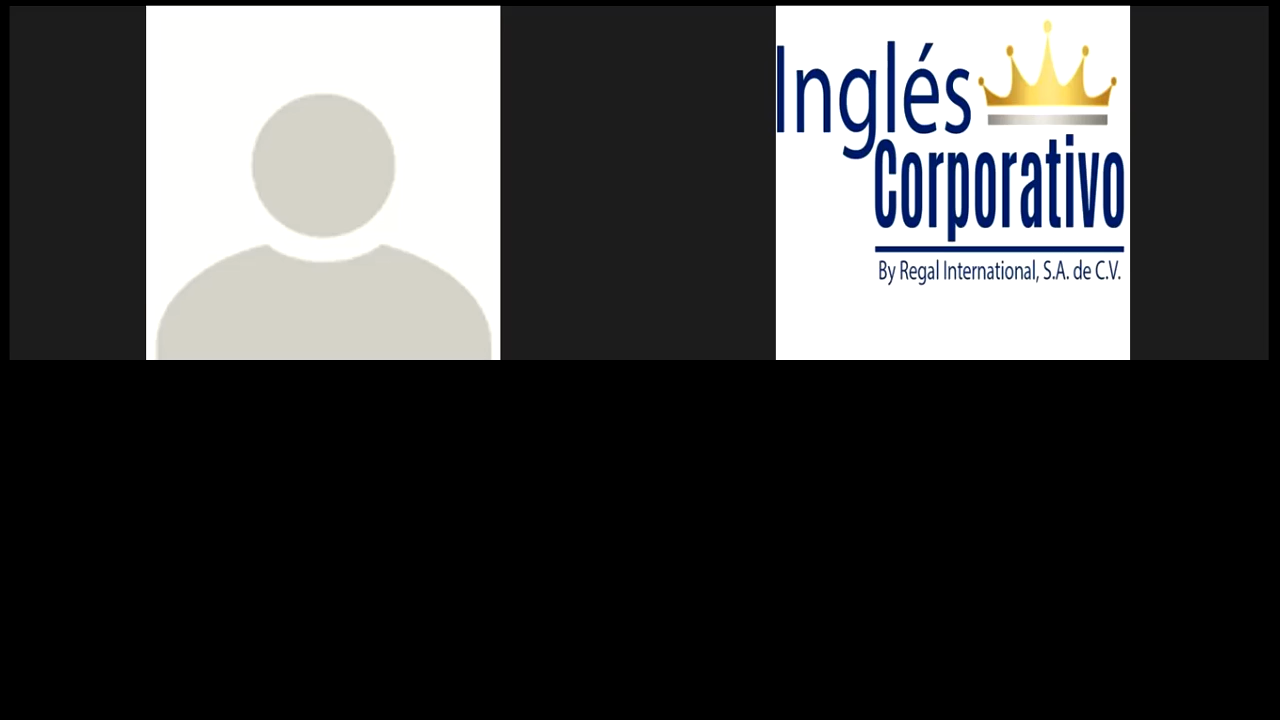 Inglés
Corporativo
By Regal International, S.A. de C.V.